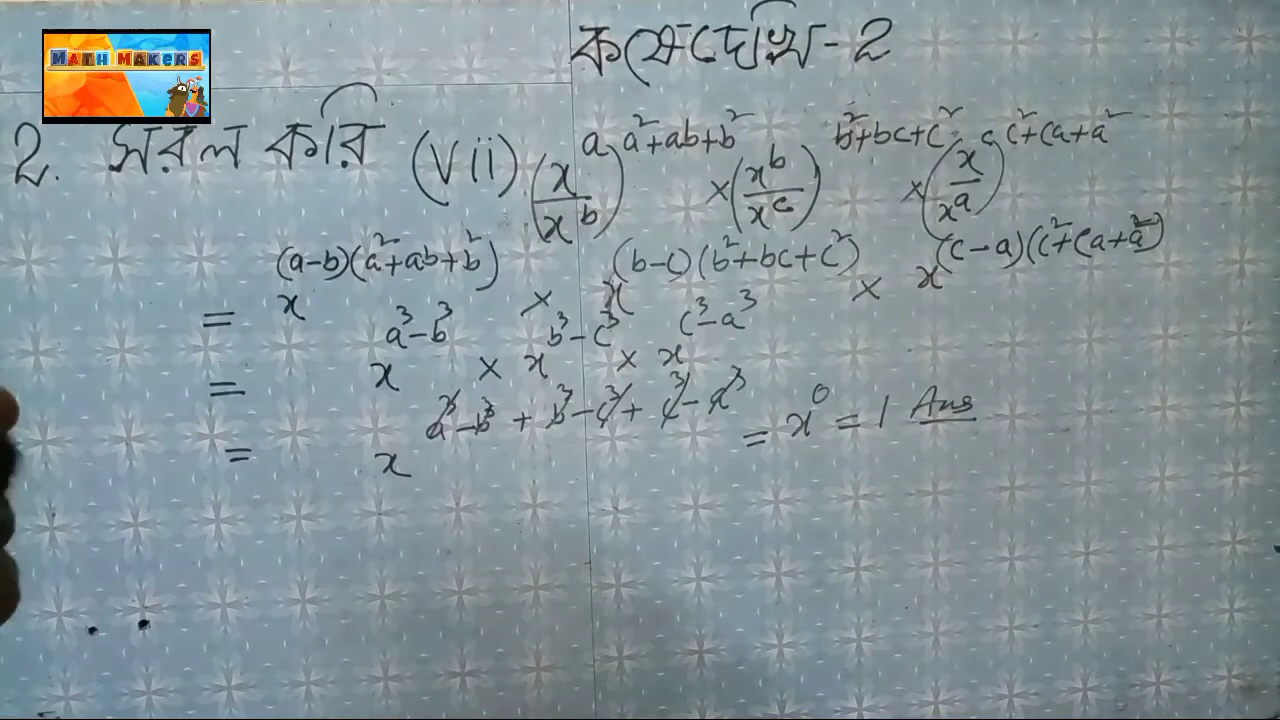 MATH MAKERS
কষেদেখি-2
2. সরল করি (vii) (x^a/x^b)^(a²+ab+b²) × (x^b/x^c)^(b²+bc+c²) × (x^c/x^a)^(c²+ca+a²)
= x^(a-b)(a²+ab+b²) × x^(b-c)(b²+bc+c²) × x^(c-a)(c²+ca+a²)
= x^(a³-b³) × x^(b³-c³) × x^(c³-a³)
= x^(a³-b³+b³-c³+c³-a³) = x⁰ = 1 Ans